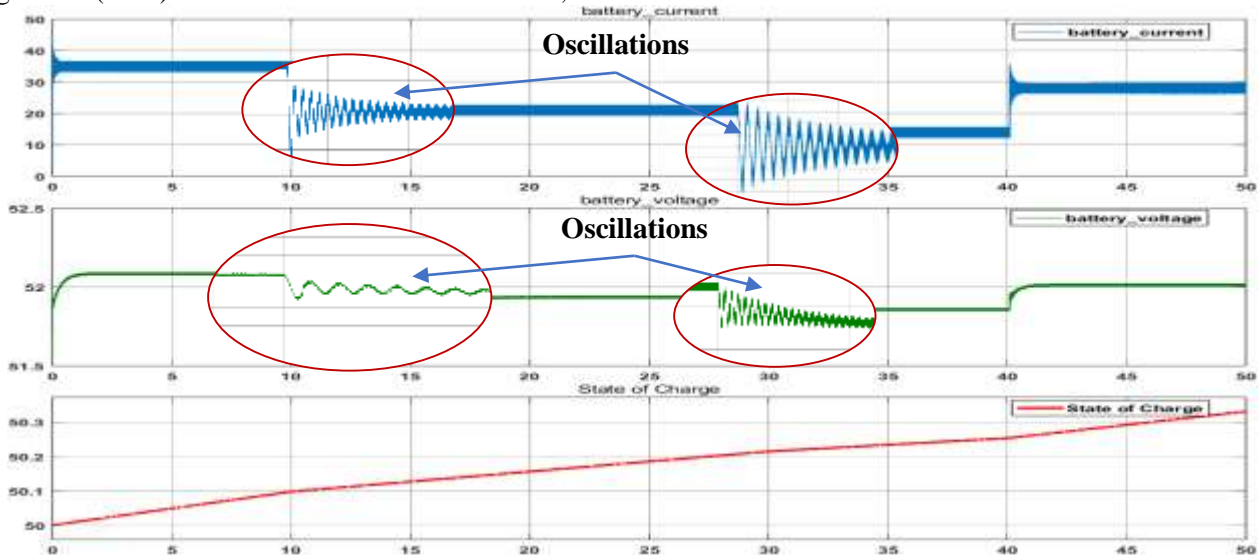 battery_current
50
Oscillations
battery_current
40
30
20
10
0
0 5 10 15 20 25 30 35 40 45 50
battery_voltage
52.5
Oscillations
battery_voltage
52
51.5
0 5 10 15 20 25 30 35 40 45 50
State of Charge
State of Charge
50.3
50.2
50.1
50
0 5 10 15 20 25 30 35 40 45 50